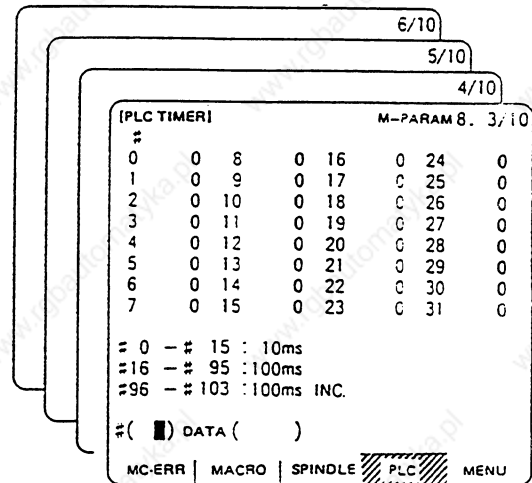 6/10
5/10
4/10
[PLC TIMER] M-PARAM 8. 3/10
#
0 0 8 0 16 0 24 0
1 0 9 0 17 0 25 0
2 0 10 0 18 0 26 0
3 0 11 0 19 0 27 0
4 0 12 0 20 0 28 0
5 0 13 0 21 0 29 0
6 0 14 0 22 0 30 0
7 0 15 0 23 0 31 0
# 0 – # 15 : 10ms
#16 – # 95 :100ms
#96 – #103 :100ms INC.
#( ) DATA ( )
MC-ERR | MACRO | SPINDLE PLC MENU
www.rgbautomatyka.pl